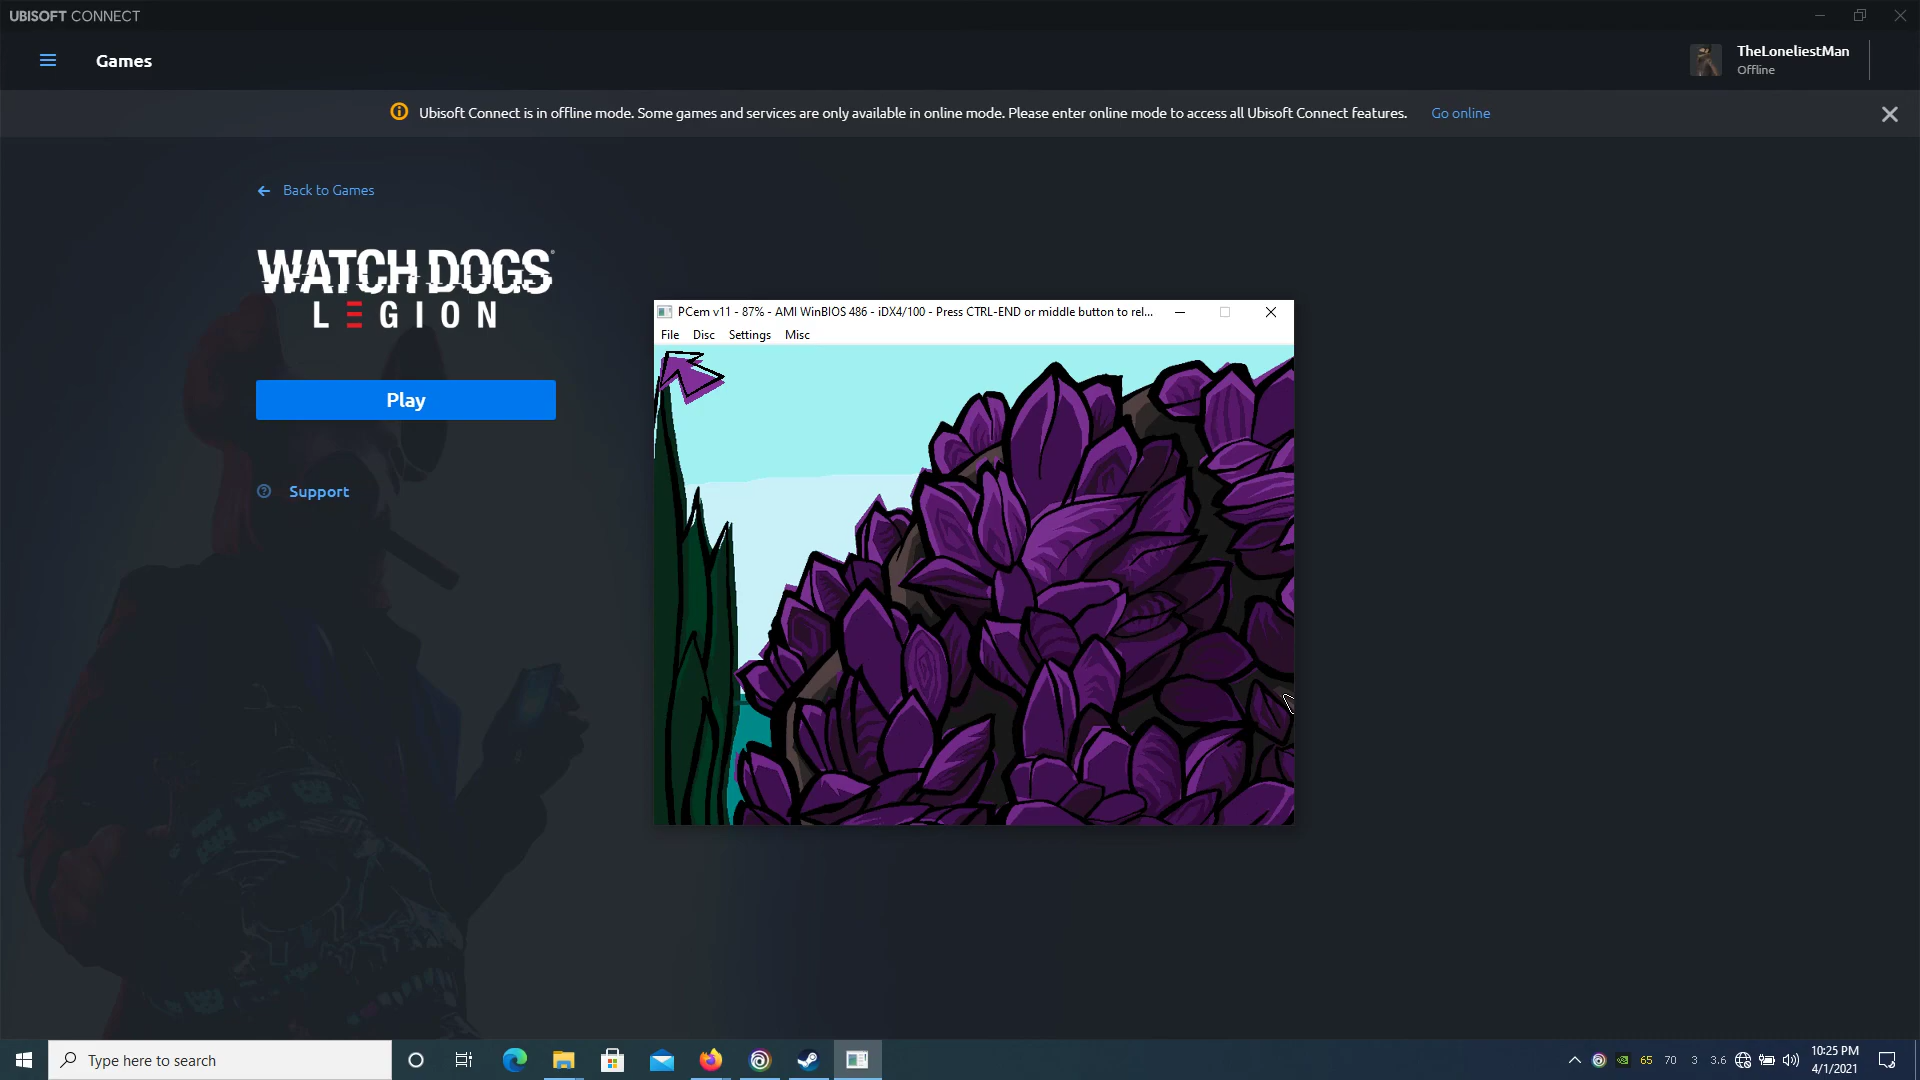 UBISOFT CONNECT
Games
TheLoneliestMan
Offline
Ubisoft Connect is in offline mode. Some games and services are only available in online mode. Please enter online mode to access all Ubisoft Connect features. Go online
Back to Games
WATCH DOGS
LEGION
Play
Support
PCem v11 - 87% - AMI WinBIOS 486 - iDX4/100 - Press CTRL-END or middle button to rel...
File Disc Settings Misc
Type here to search
65 70 3 3.6
10:25 PM
4/1/2021